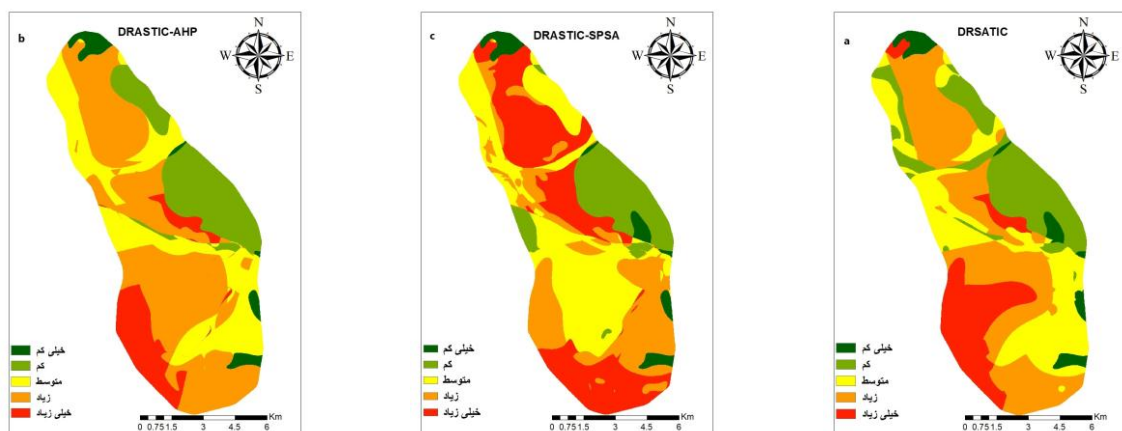 b
DRASTIC-AHP
N
W E
S
خیلی کم
کم
متوسط
زیاد
خیلی زیاد
Km
0 0.75 1.5 3 4.5 6
c
DRASTIC-SPSA
N
W E
S
خیلی کم
کم
متوسط
زیاد
خیلی زیاد
Km
0 0.75 1.5 3 4.5 6
a
DRSATIC
N
W E
S
خیلی کم
کم
متوسط
زیاد
خیلی زیاد
Km
0 0.75 1.5 3 4.5 6